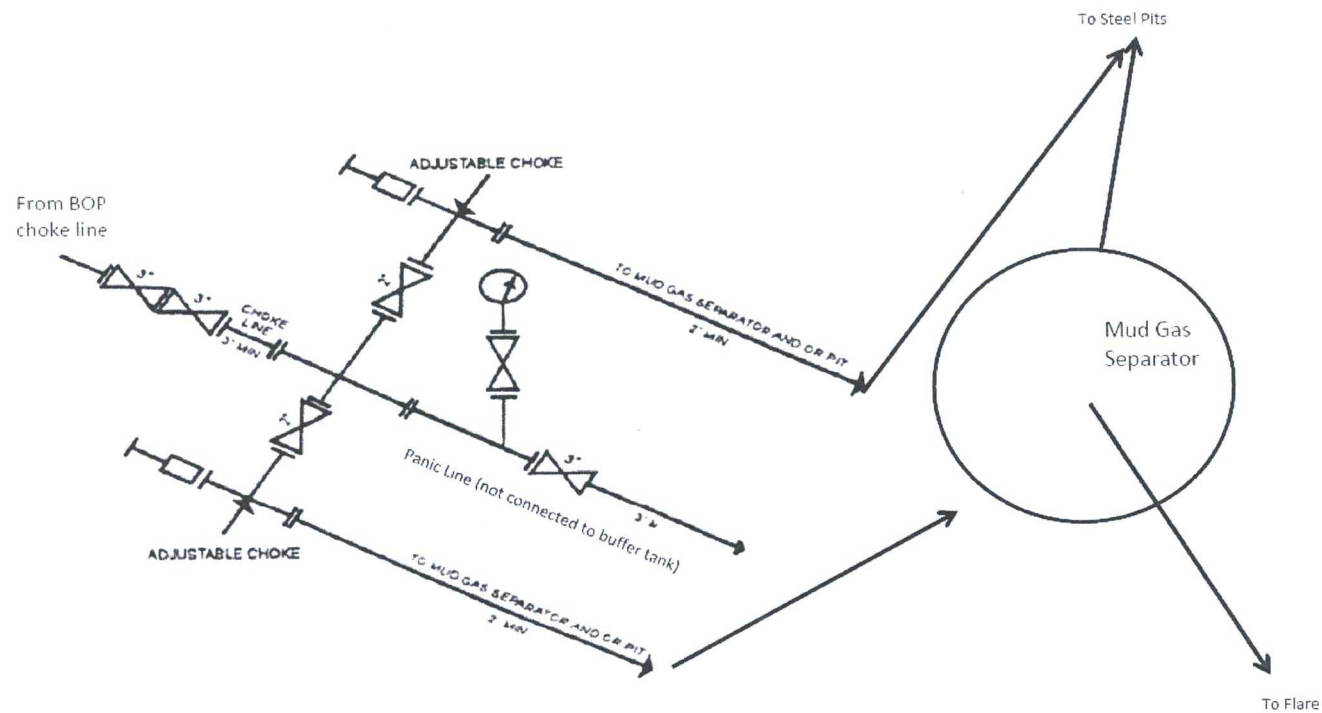 To Steel Pits
ADJUSTABLE CHOKE
From BOP
choke line
3"
3"
CHOKE
LINE
3" MIN
2"
TO MUD GAS SEPARATOR AND OR PIT
2" MIN
Mud Gas
Separator
2"
Panic Line (not connected to buffer tank)
3"
ADJUSTABLE CHOKE
TO MUD GAS SEPARATOR AND OR PIT
2" MIN
To Flare